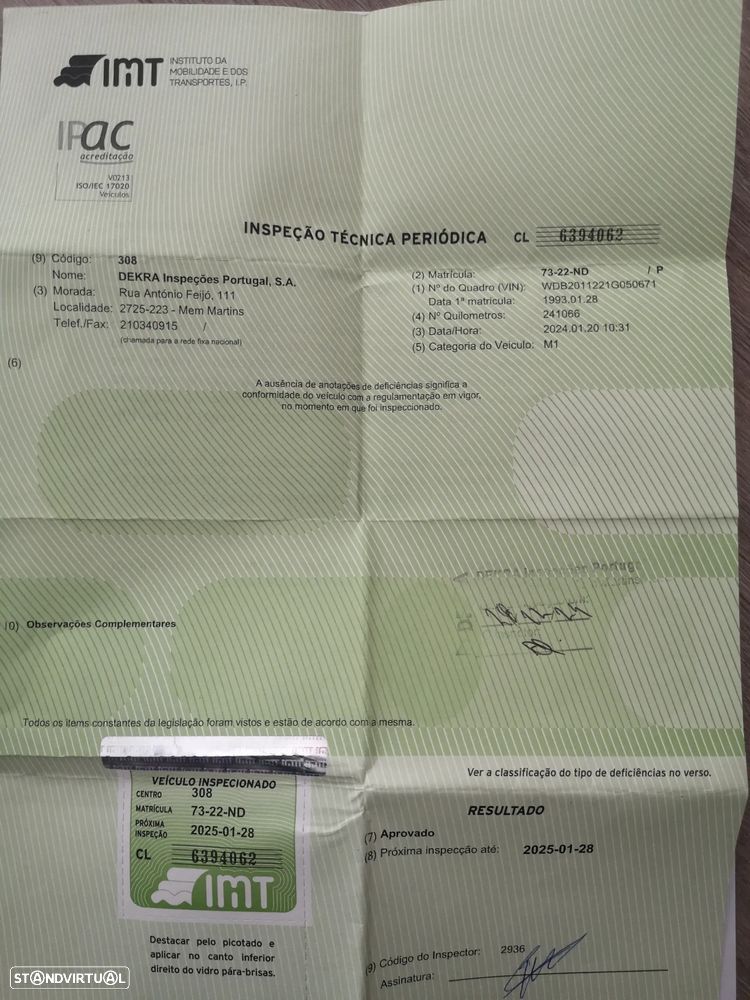 IMT INSTITUTO DA
MOBILIDADE E DOS
TRANSPORTES, I.P.
IPac
acreditação
V0213
ISO/IEC 17020
Veículos
INSPEÇÃO TÉCNICA PERIÓDICA CL 6394062
(9) Código: 308
Nome: DEKRA Inspeções Portugal, S.A.
(3) Morada: Rua António Feijó, 111
Localidade: 2725-223 - Mem Martins
Telef./Fax: 210340915 /
(chamada para a rede fixa nacional)
(2) Matrícula: 73-22-ND / P
(1) Nº do Quadro (VIN): WDB2011221G050671
Data 1ª matrícula: 1993.01.28
(4) Nº Quilometros: 241066
(3) Data/Hora: 2024.01.20 10:31
(5) Categoria do Veículo: M1
(6)
A ausência de anotações de deficiências significa a
conformidade do veículo com a regulamentação em vigor,
no momento em que foi inspeccionado.
DEKRA Portug
10) Observações Complementares
Todos os items constantes da legislação foram vistos e estão de acordo com a mesma.
VEÍCULO INSPECIONADO
CENTRO 308
MATRÍCULA 73-22-ND
PRÓXIMA
INSPEÇÃO 2025-01-28
CL 6394062
IMT
Destacar pelo picotado e
aplicar no canto inferior
direito do vidro pára-brisas.
Ver a classificação do tipo de deficiências no verso.
RESULTADO
(7) Aprovado
(8) Próxima inspecção até: 2025-01-28
(9) Código do Inspector: 2936
Assinatura:
STANDVIRTUAL